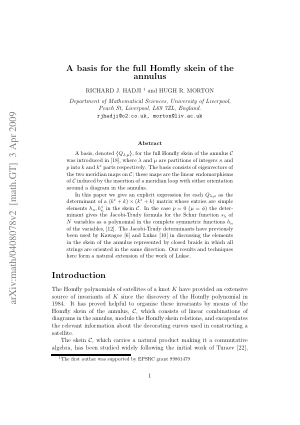 A basis for the full Homfly skein of the
annulus
RICHARD J. HADJI ¹ and HUGH R. MORTON
Department of Mathematical Sciences, University of Liverpool,
Peach St, Liverpool, L69 7ZL, England.
rjhadji@o2.co.uk, morton@liv.ac.uk
arXiv:math/0408078v2 [math.GT] 3 Apr 2009
Abstract
A basis, denoted {Q_{λ,μ}}, for the full Homfly skein of the annulus C
was introduced in [18], where λ and μ are partitions of integers n and
p into k and k* parts respectively. The basis consists of eigenvectors of
the two meridian maps on C; these maps are the linear endomorphisms
of C induced by the insertion of a meridian loop with either orientation
around a diagram in the annulus.
In this paper we give an explicit expression for each Q_{λ,μ} as the
determinant of a (k* + k) × (k* + k) matrix whose entries are simple
elements h_n, h*_n in the skein C. In the case p = 0 (μ = φ) the deter-
minant gives the Jacobi-Trudy formula for the Schur function s_λ of
N variables as a polynomial in the complete symmetric functions h_n
of the variables, [12]. The Jacobi-Trudy determinants have previously
been used by Kawagoe [6] and Lukac [10] in discussing the elements
in the skein of the annulus represented by closed braids in which all
strings are oriented in the same direction. Our results and techniques
here form a natural extension of the work of Lukac.
Introduction
The Homfly polynomials of satellites of a knot K have provided an extensive
source of invariants of K since the discovery of the Homfly polynomial in
1984. It has proved helpful to organise these invariants by means of the
Homfly skein of the annulus, C, which consists of linear combinations of
diagrams in the annulus, modulo the Homfly skein relations, and encapsulates
the relevant information about the decorating curves used in constructing a
satellite.
The skein C, which carries a natural product making it a commutative
algebra, has been studied widely following the initial work of Turaev [22],
¹The first author was supported by EPSRC grant 99801479
1